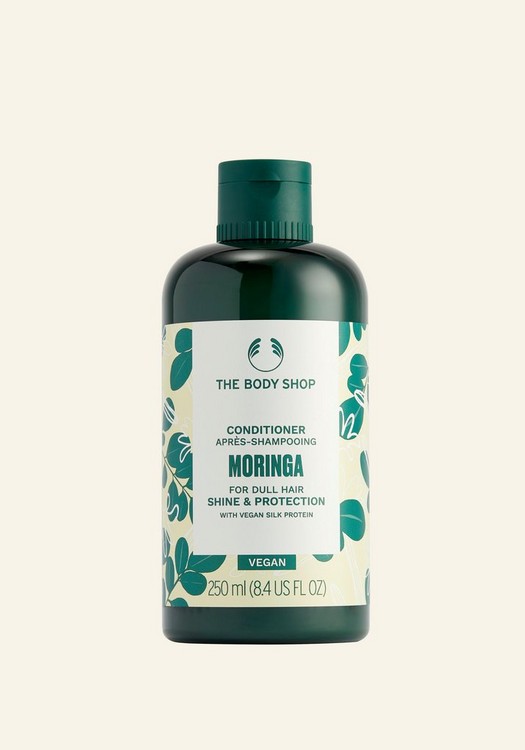 THE BODY SHOP
CONDITIONER
APRÈS-SHAMPOOING
MORINGA
FOR DULL HAIR
SHINE & PROTECTION
WITH VEGAN SILK PROTEIN
VEGAN
250 ml (8.4 US FL OZ)